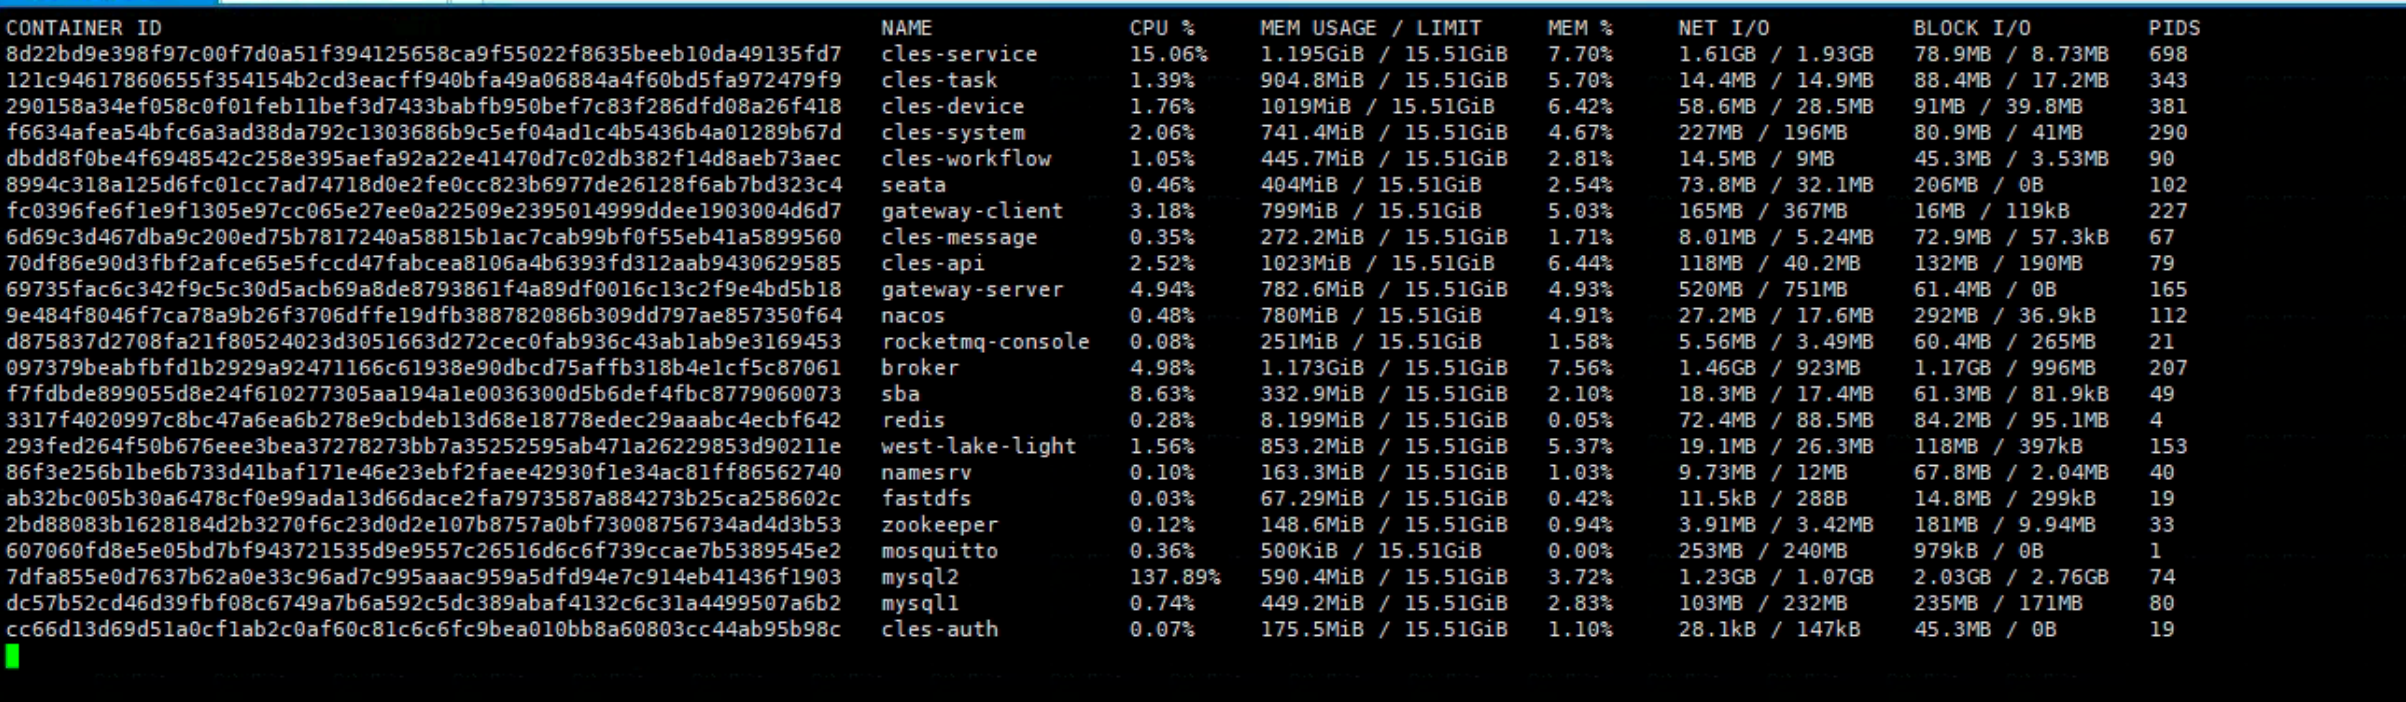 CONTAINER ID NAME CPU % MEM USAGE / LIMIT MEM % NET I/O BLOCK I/O PIDS
8d22bd9e398f97c00f7d0a51f394125658ca9f55022f8635beeb10da49135fd7 cles-service 15.06% 1.195GiB / 15.51GiB 7.70% 1.61GB / 1.93GB 78.9MB / 8.73MB 698
121c94617860655f354154b2cd3eacff940bfa49a06884a4f60bd5fa972479f9 cles-task 1.39% 904.8MiB / 15.51GiB 5.70% 14.4MB / 14.9MB 88.4MB / 17.2MB 343
290158a34ef058c0f01feb11bef3d7433babfb950bef7c83f286dfd08a26f418 cles-device 1.76% 1019MiB / 15.51GiB 6.42% 58.6MB / 28.5MB 91MB / 39.8MB 381
f6634afea54bfc6a3ad38da792c1303686b9c5ef04ad1c4b5436b4a01289b67d cles-system 2.06% 741.4MiB / 15.51GiB 4.67% 227MB / 196MB 80.9MB / 41MB 290
dbdd8f0be4f6948542c258e395aefa92a22e41470d7c02db382f14d8aeb73aec cles-workflow 1.05% 445.7MiB / 15.51GiB 2.81% 14.5MB / 9MB 45.3MB / 3.53MB 90
8994c318a125d6fc01cc7ad74718d0e2fe0cc823b6977de26128f6ab7bd323c4 seata 0.46% 404MiB / 15.51GiB 2.54% 73.8MB / 32.1MB 206MB / 0B 102
fc0396fe6f1e9f1305e97cc065e27ee0a22509e2395014999ddee1903004d6d7 gateway-client 3.18% 799MiB / 15.51GiB 5.03% 165MB / 367MB 16MB / 119kB 227
6d69c3d467dba9c200ed75b7817240a58815b1ac7cab99bf0f55eb41a5899560 cles-message 0.35% 272.2MiB / 15.51GiB 1.71% 8.01MB / 5.24MB 72.9MB / 57.3kB 67
70df86e90d3fbf2afce65e5fccd47fabcea8106a4b6393fd312aab9430629585 cles-api 2.52% 1023MiB / 15.51GiB 6.44% 118MB / 40.2MB 132MB / 190MB 79
69735fac6c342f9c5c30d5acb69a8de8793861f4a89df0016c13c2f9e4bd5b18 gateway-server 4.94% 782.6MiB / 15.51GiB 4.93% 520MB / 751MB 61.4MB / 0B 165
9e484f8046f7ca78a9b26f3706dffe19dfb388782086b309dd797ae857350f64 nacos 0.48% 780MiB / 15.51GiB 4.91% 27.2MB / 17.6MB 292MB / 36.9kB 112
d875837d2708fa21f80524023d3051663d272cec0fab936c43ab1ab9e3169453 rocketmq-console 0.08% 251MiB / 15.51GiB 1.58% 5.56MB / 3.49MB 60.4MB / 265MB 21
097379beabfbfd1b2929a92471166c61938e90dbcd75affb318b4e1cf5c87061 broker 4.98% 1.173GiB / 15.51GiB 7.56% 1.46GB / 923MB 1.17GB / 996MB 207
f7fdbde899055d8e24f610277305aa194a1e0036300d5b6def4fbc8779060073 sba 8.63% 332.9MiB / 15.51GiB 2.10% 18.3MB / 17.4MB 61.3MB / 81.9kB 49
3317f4020997c8bc47a6ea6b278e9cbdeb13d68e18778edec29aaabc4ecbf642 redis 0.28% 8.199MiB / 15.51GiB 0.05% 72.4MB / 88.5MB 84.2MB / 95.1MB 4
293fed264f50b676eee3bea37278273bb7a35252595ab471a26229853d90211e west-lake-light 1.56% 853.2MiB / 15.51GiB 5.37% 19.1MB / 26.3MB 118MB / 397kB 153
86f3e256b1be6b733d41baf171e46e23ebf2faee42930f1e34ac81ff86562740 namesrv 0.10% 163.3MiB / 15.51GiB 1.03% 9.73MB / 12MB 67.8MB / 2.04MB 40
ab32bc005b30a6478cf0e99ada13d66dace2fa7973587a884273b25ca258602c fastdfs 0.03% 67.29MiB / 15.51GiB 0.42% 11.5kB / 288B 14.8MB / 299kB 19
2bd88083b1628184d2b3270f6c23d0d2e107b8757a0bf73008756734ad4d3b53 zookeeper 0.12% 148.6MiB / 15.51GiB 0.94% 3.91MB / 3.42MB 181MB / 9.94MB 33
607060fd8e5e05bd7bf943721535d9e9557c26516d6c6f739ccae7b5389545e2 mosquitto 0.36% 500KiB / 15.51GiB 0.00% 253MB / 240MB 979kB / 0B 1
7dfa855e0d7637b62a0e33c96ad7c995aaac959a5dfd94e7c914eb41436f1903 mysql2 137.89% 590.4MiB / 15.51GiB 3.72% 1.23GB / 1.07GB 2.03GB / 2.76GB 74
dc57b52cd46d39fbf08c6749a7b6a592c5dc389abaf4132c6c31a4499507a6b2 mysql1 0.74% 449.2MiB / 15.51GiB 2.83% 103MB / 232MB 235MB / 171MB 80
cc66d13d69d51a0cf1ab2c0af60c81c6c6fc9bea010bb8a60803cc44ab95b98c cles-auth 0.07% 175.5MiB / 15.51GiB 1.10% 28.1kB / 147kB 45.3MB / 0B 19